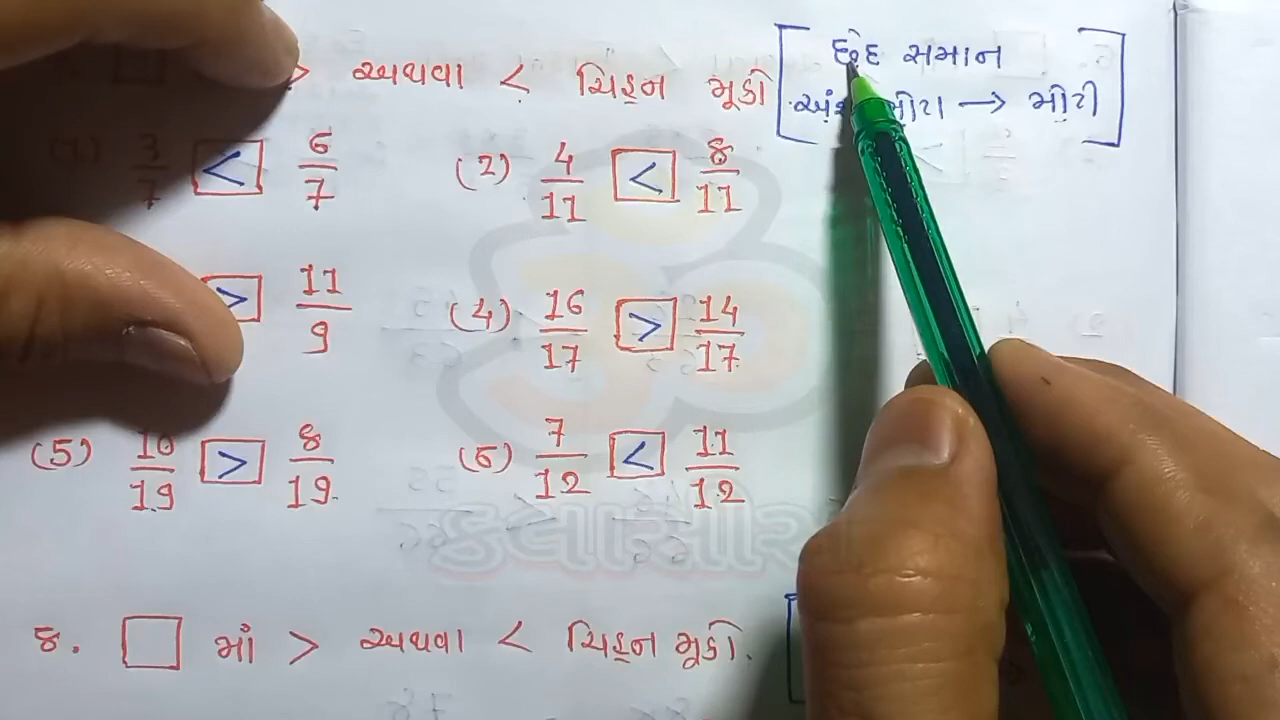 > અથવા < ચિહ્ન મૂકો [છેદ સમાન
અંશ મોટા → મોટી]
(1) 3/7 < 6/7 (2) 4/11 < 8/11
> 11/9 (4) 16/17 > 14/17
(5) 10/19 > 8/19 (6) 7/12 < 11/12
ક્લાસીસ
8. □ માં > અથવા < ચિહ્ન મૂકો.